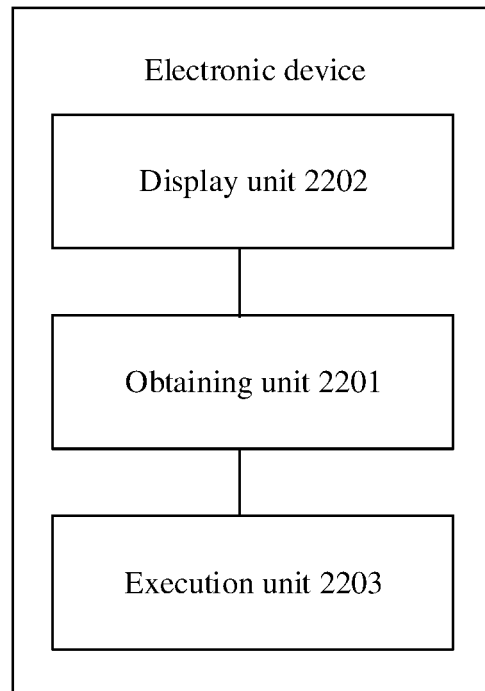 Electronic device
Display unit 2202
Obtaining unit 2201
Execution unit 2203